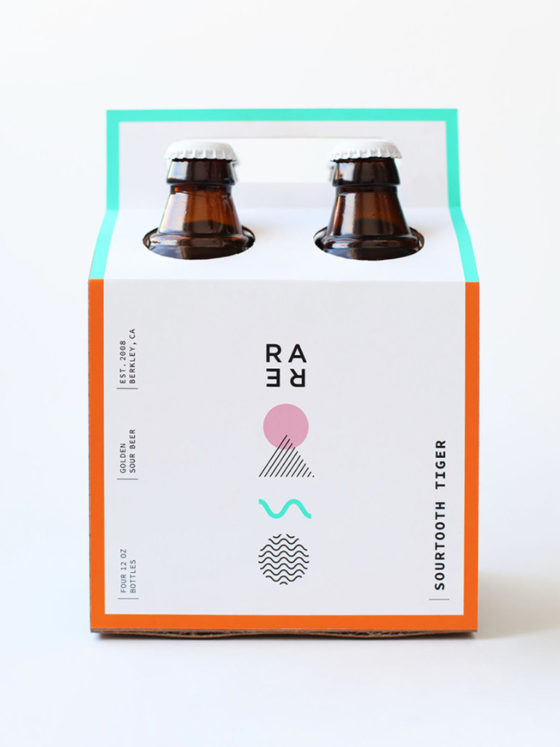 RA
RE
EST. 2008
BERKLEY, CA
GOLDEN
SOUR BEER
FOUR 12 OZ
BOTTLES
SOURTOOTH TIGER